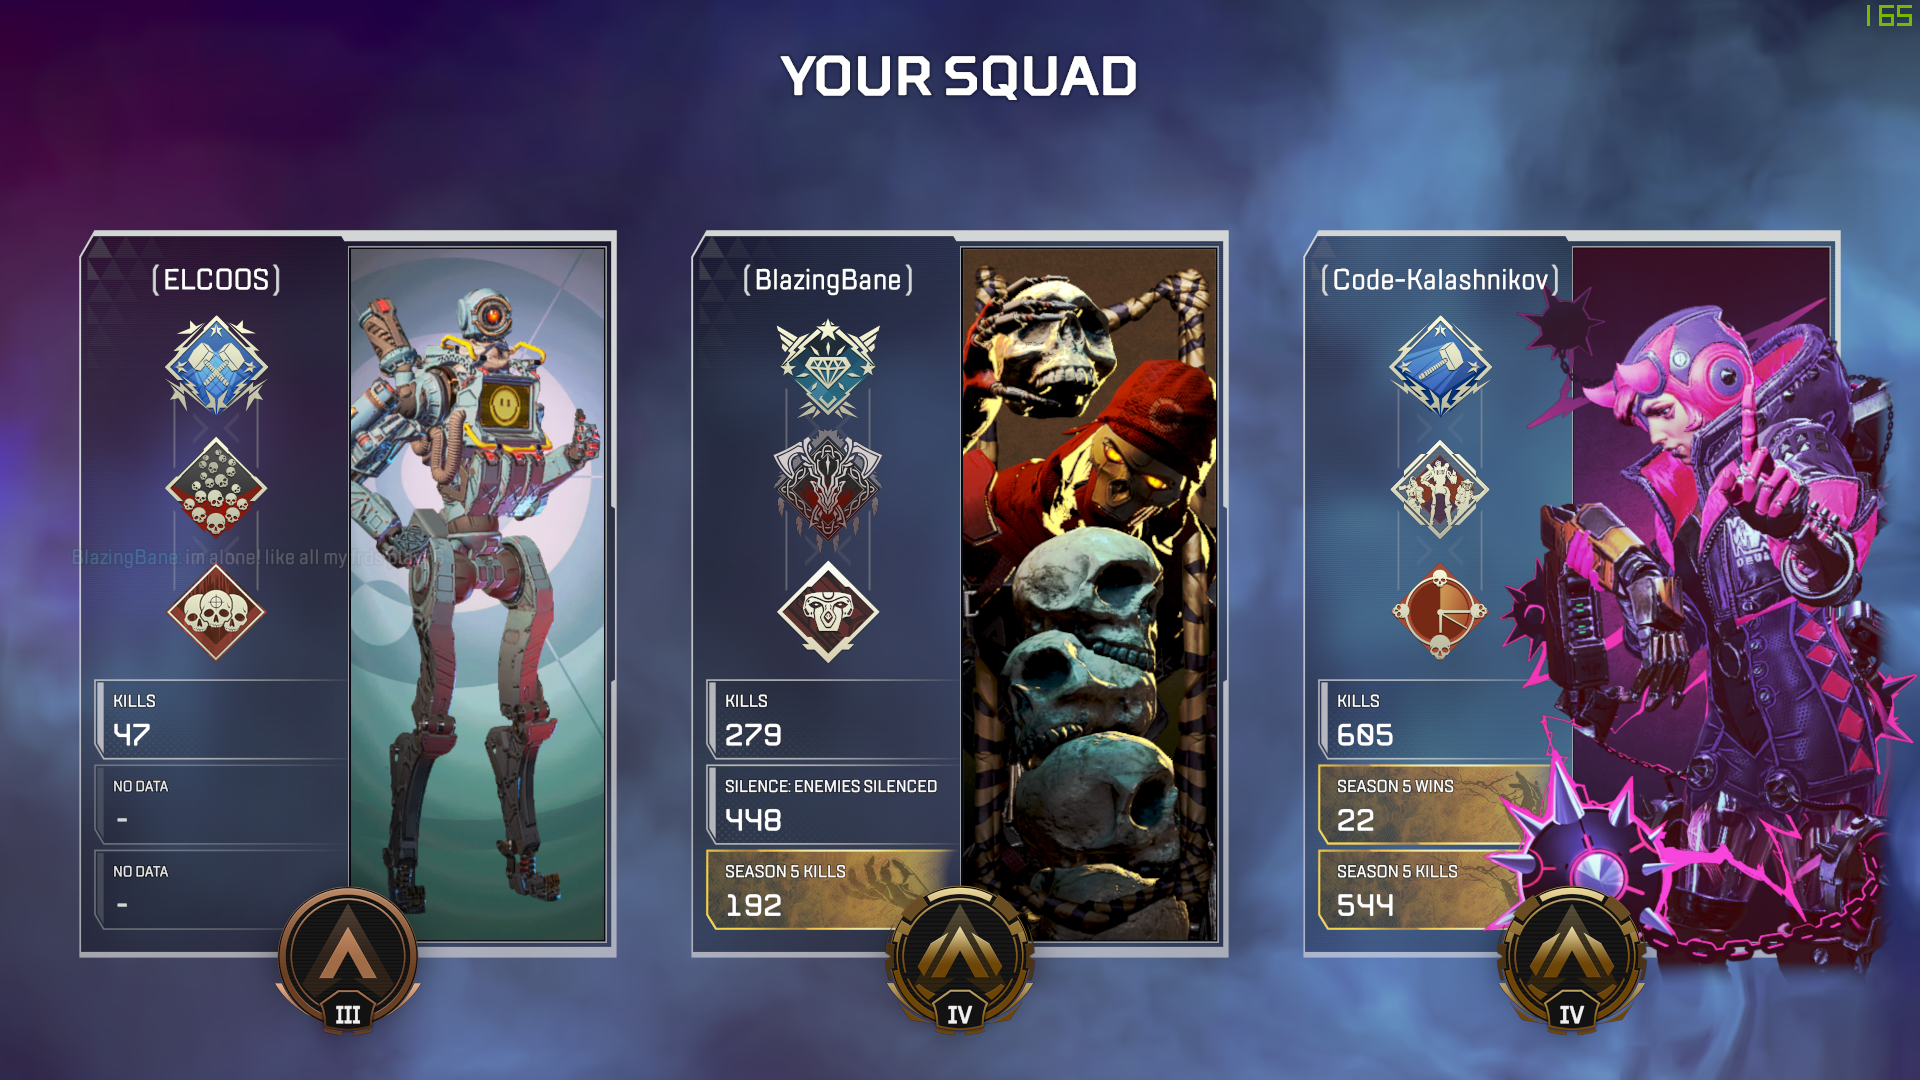 165
YOUR SQUAD
[ELCOOS]
KILLS
47
NO DATA
-
NO DATA
-
III
BlazingBane: im alone! like all my
[BlazingBane]
KILLS
279
SILENCE: ENEMIES SILENCED
448
SEASON 5 KILLS
192
IV
[Code-Kalashnikov]
KILLS
605
SEASON 5 WINS
22
SEASON 5 KILLS
544
IV